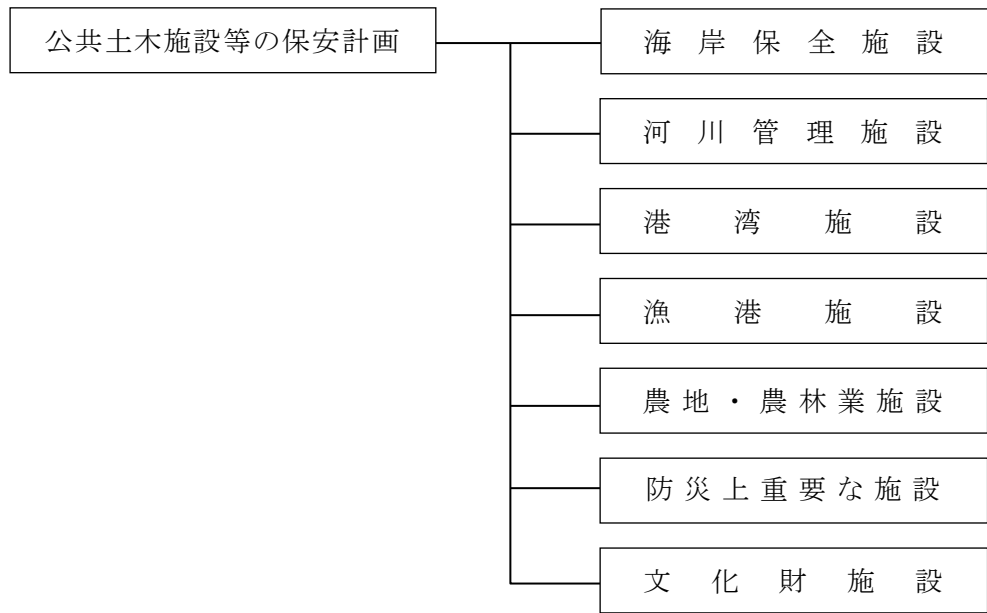 公共土木施設等の保安計画
海岸保全施設
河川管理施設
港湾施設
漁港施設
農地・農林業施設
防災上重要な施設
文化財施設